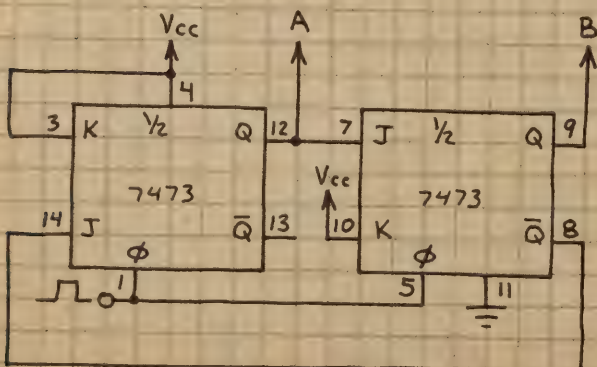 Vcc A B
4
3 K ½ Q 12 7 J ½ Q 9
7473 Vcc 7473
14 J Q̅ 13 10 K Q̅ 8
Φ Φ
1 5 11